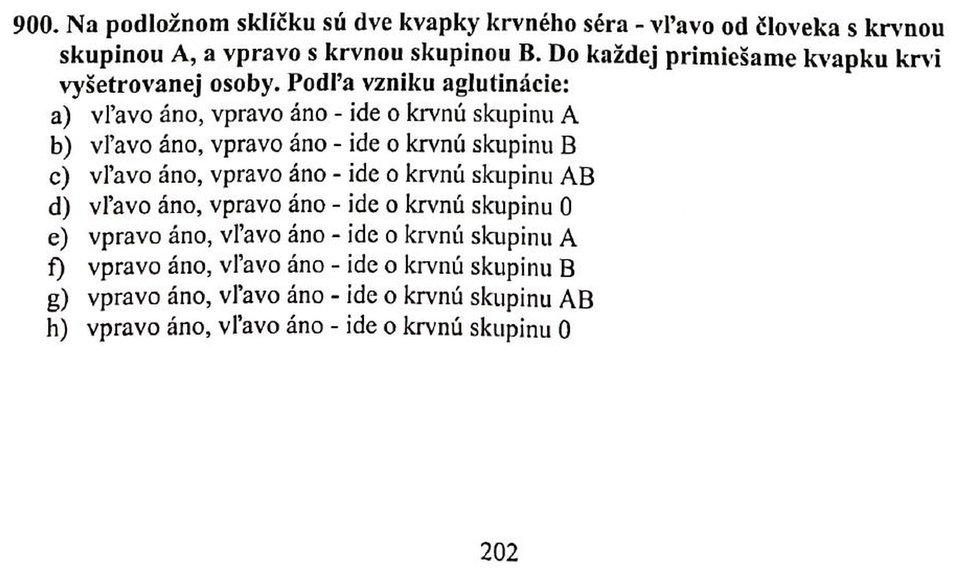 900. Na podložnom sklíčku sú dve kvapky krvného séra - vľavo od človeka s krvnou
skupinou A, a vpravo s krvnou skupinou B. Do každej primiešame kvapku krvi
vyšetrovanej osoby. Podľa vzniku aglutinácie:
a) vľavo áno, vpravo áno - ide o krvnú skupinu A
b) vľavo áno, vpravo áno - ide o krvnú skupinu B
c) vľavo áno, vpravo áno - ide o krvnú skupinu AB
d) vľavo áno, vpravo áno - ide o krvnú skupinu 0
e) vpravo áno, vľavo áno - ide o krvnú skupinu A
f) vpravo áno, vľavo áno - ide o krvnú skupinu B
g) vpravo áno, vľavo áno - ide o krvnú skupinu AB
h) vpravo áno, vľavo áno - ide o krvnú skupinu 0
202